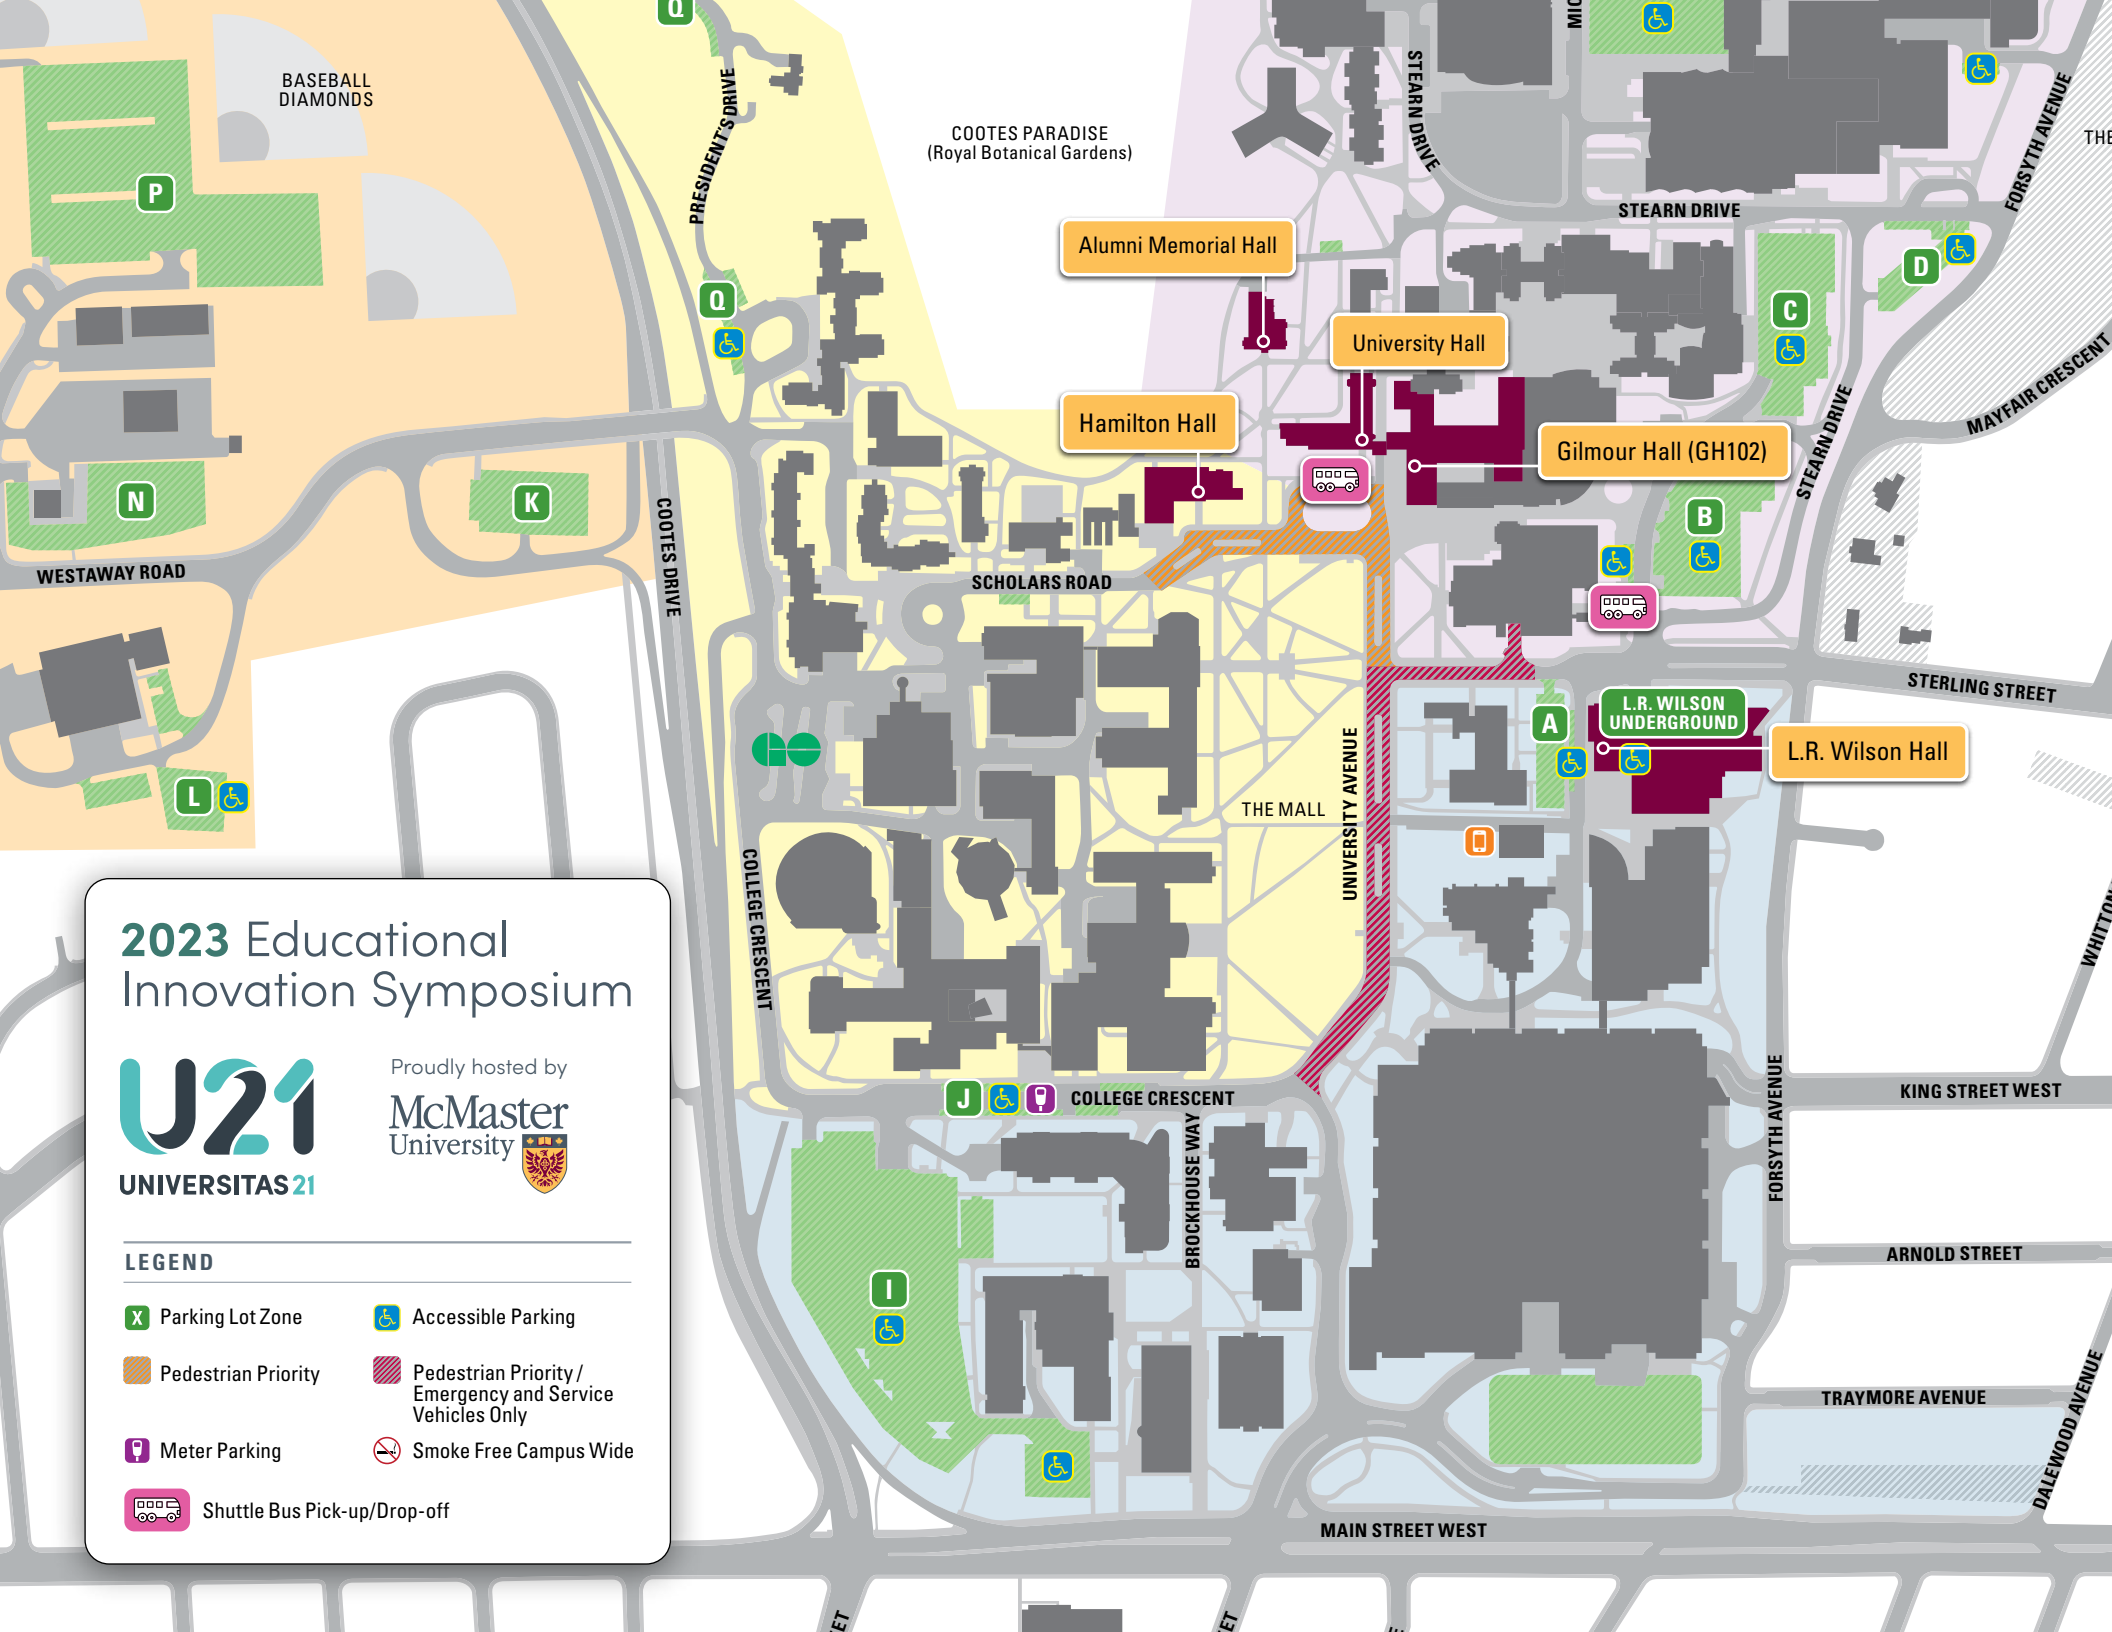 Q
MIC
BASEBALL
DIAMONDS
PRESIDENT'S DRIVE
COOTES PARADISE
(Royal Botanical Gardens)
STEARN DRIVE
FORSYTH AVENUE
THE
P
STEARN DRIVE
Alumni Memorial Hall
D
Q
C
University Hall
MAYFAIR CRESCENT
Hamilton Hall
Gilmour Hall (GH102)
STEARN DRIVE
N
K
B
COOTES DRIVE
WESTAWAY ROAD
SCHOLARS ROAD
STERLING STREET
L.R. WILSON
UNDERGROUND
A
L.R. Wilson Hall
L
THE MALL
UNIVERSITY AVENUE
COLLEGE CRESCENT
WHITTON
2023 Educational
Innovation Symposium
U21
UNIVERSITAS 21
Proudly hosted by
McMaster
University
LEGEND
X Parking Lot Zone
Accessible Parking
Pedestrian Priority
Pedestrian Priority /
Emergency and Service
Vehicles Only
Meter Parking
Smoke Free Campus Wide
Shuttle Bus Pick-up/Drop-off
J
COLLEGE CRESCENT
KING STREET WEST
FORSYTH AVENUE
BROCKHOUSE WAY
ARNOLD STREET
I
TRAYMORE AVENUE
DALEWOOD AVENUE
MAIN STREET WEST
EET
EET
E